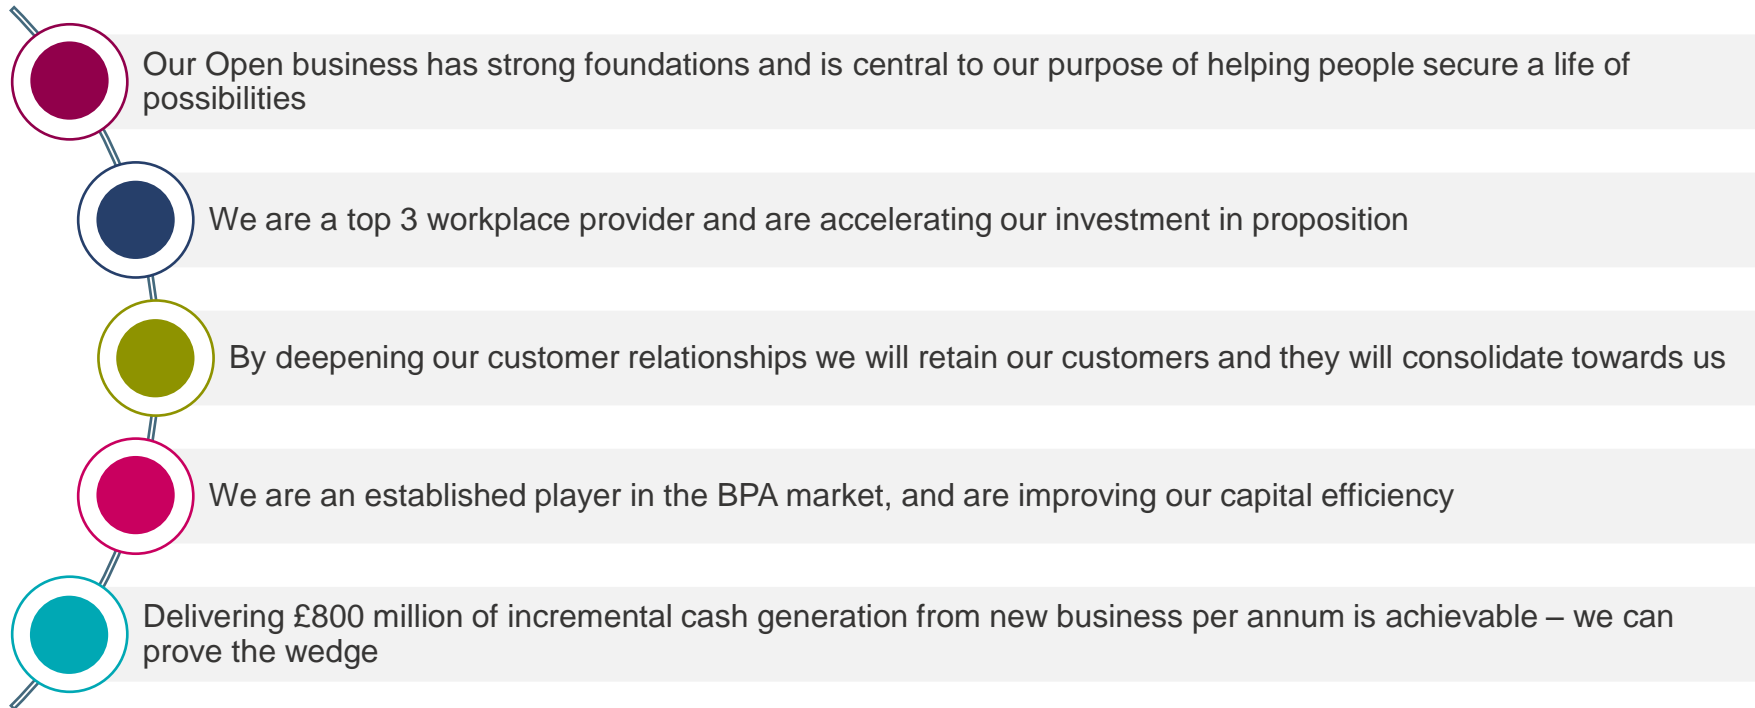 Our Open business has strong foundations and is central to our purpose of helping people secure a life of
possibilities
We are a top 3 workplace provider and are accelerating our investment in proposition
By deepening our customer relationships we will retain our customers and they will consolidate towards us
We are an established player in the BPA market, and are improving our capital efficiency
Delivering £800 million of incremental cash generation from new business per annum is achievable – we can
prove the wedge